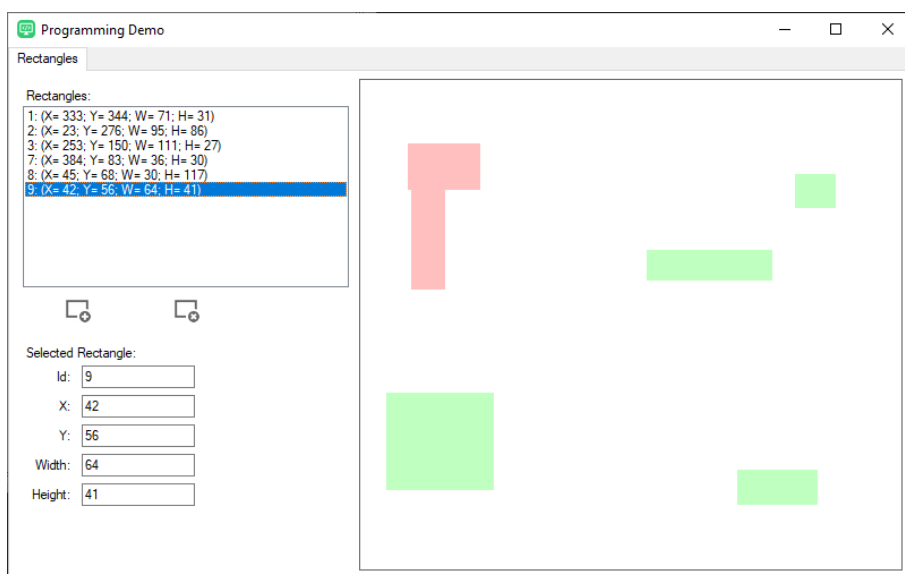 Programming Demo
Rectangles
Rectangles:
1: (X= 333; Y= 344; W= 71; H= 31)
2: (X= 23; Y= 276; W= 95; H= 86)
3: (X= 253; Y= 150; W= 111; H= 27)
7: (X= 384; Y= 83; W= 36; H= 30)
8: (X= 45; Y= 68; W= 30; H= 117)
9: (X= 42; Y= 56; W= 64; H= 41)
Selected Rectangle:
Id: 9
X: 42
Y: 56
Width: 64
Height: 41